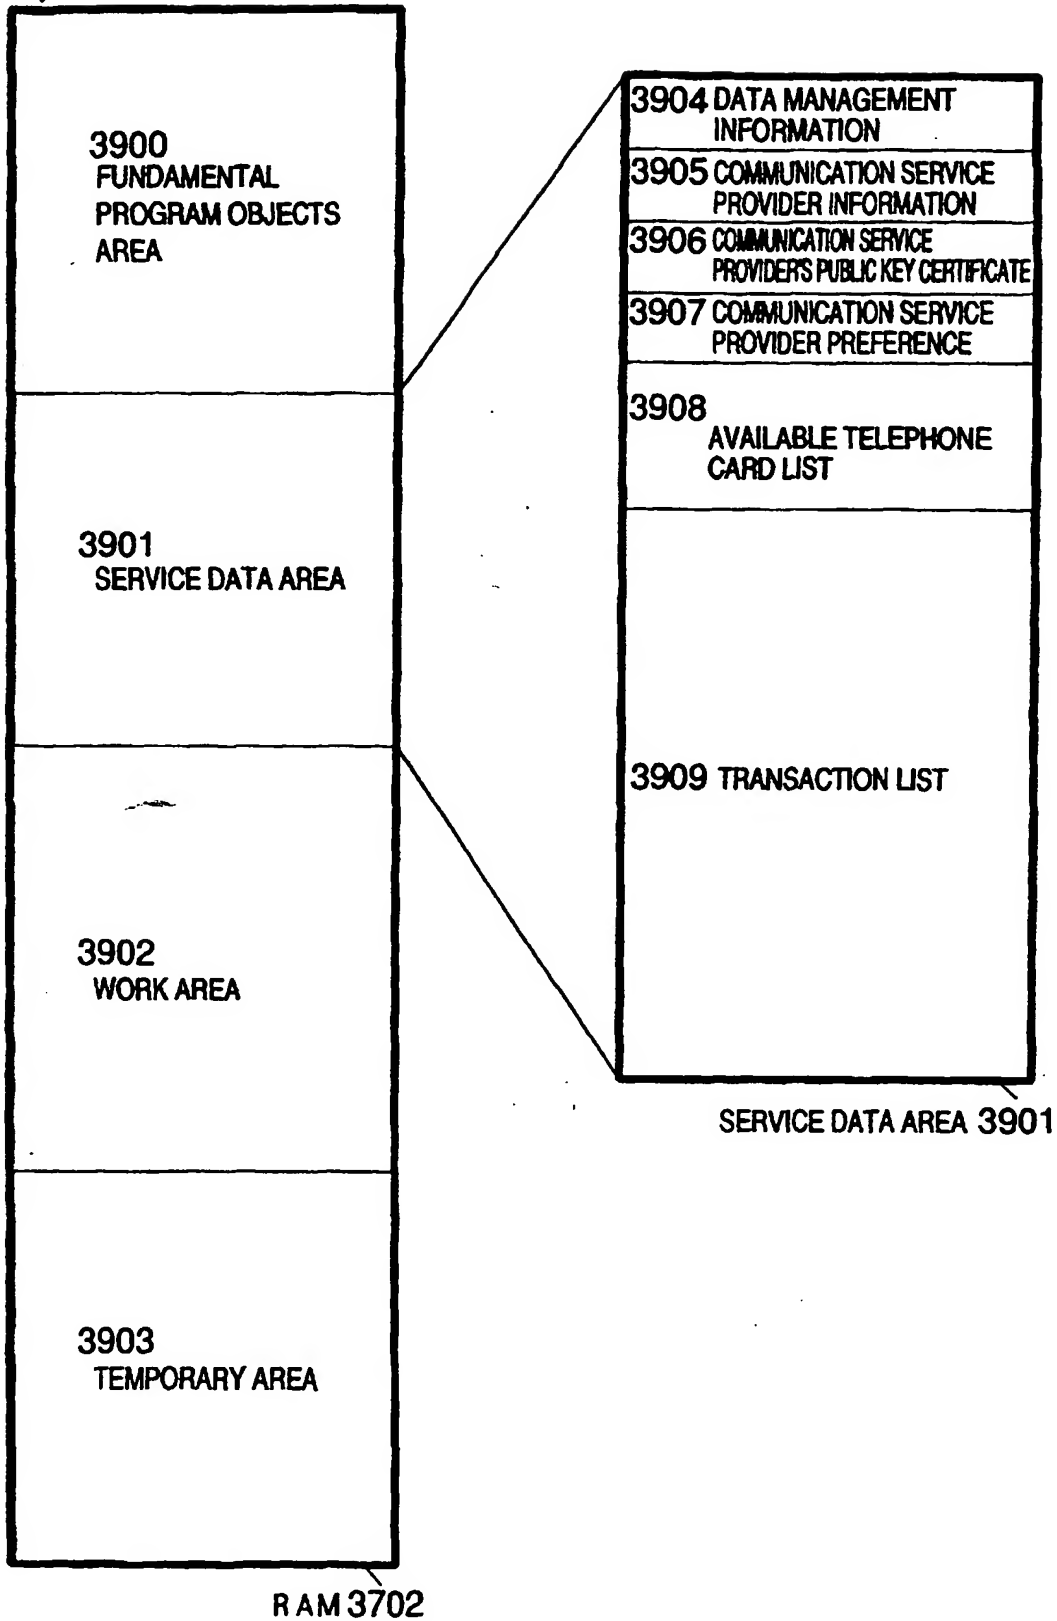 3900
FUNDAMENTAL
PROGRAM OBJECTS
AREA
3901
SERVICE DATA AREA
3902
WORK AREA
3903
TEMPORARY AREA
RAM 3702
3904 DATA MANAGEMENT
INFORMATION
3905 COMMUNICATION SERVICE
PROVIDER INFORMATION
3906 COMMUNICATION SERVICE
PROVIDER'S PUBLIC KEY CERTIFICATE
3907 COMMUNICATION SERVICE
PROVIDER PREFERENCE
3908
AVAILABLE TELEPHONE
CARD LIST
3909 TRANSACTION LIST
SERVICE DATA AREA 3901